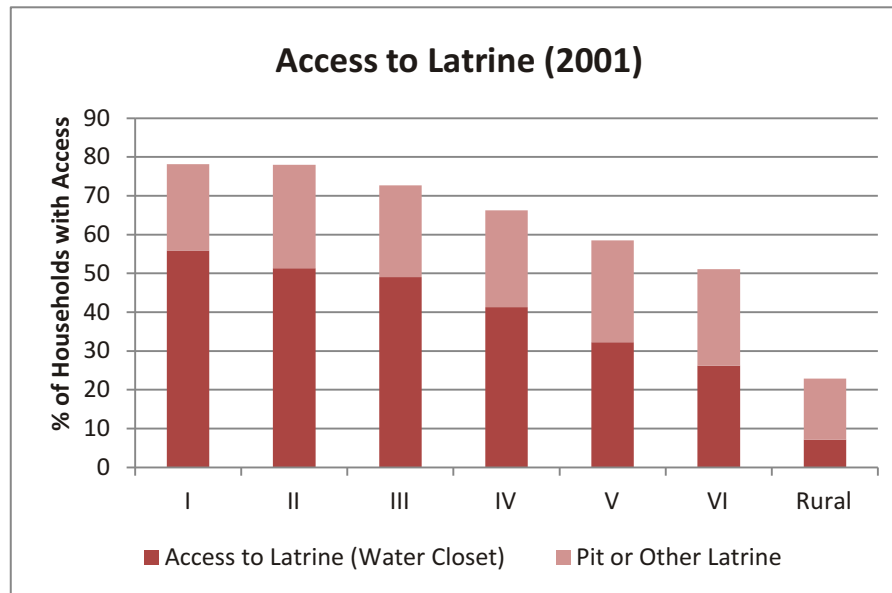 Access to Latrine (2001)
% of Households with Access
90
80
70
60
50
40
30
20
10
0
I II III IV V VI Rural
Access to Latrine (Water Closet) Pit or Other Latrine